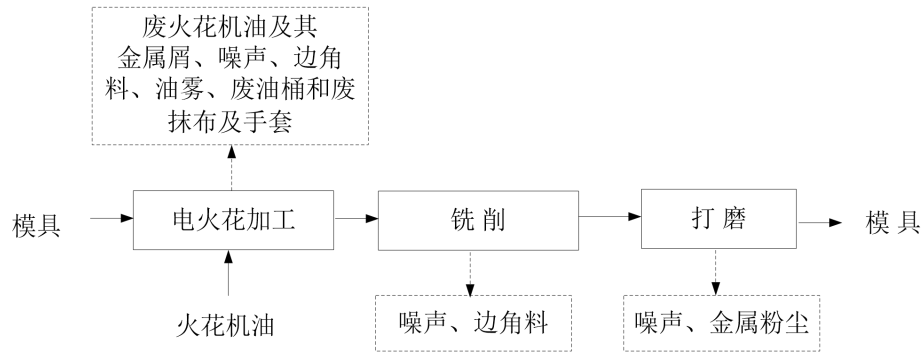 废火花机油及其
金属屑、噪声、边角
料、油雾、废油桶和废
抹布及手套
模具
电火花加工
铣 削
打 磨
模 具
火花机油
噪声、边角料
噪声、金属粉尘